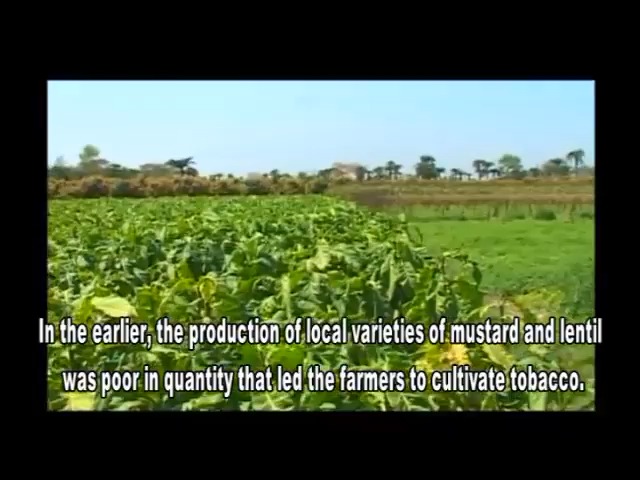 In the earlier, the production of local varieties of mustard and lentil
was poor in quantity that led the farmers to cultivate tobacco.